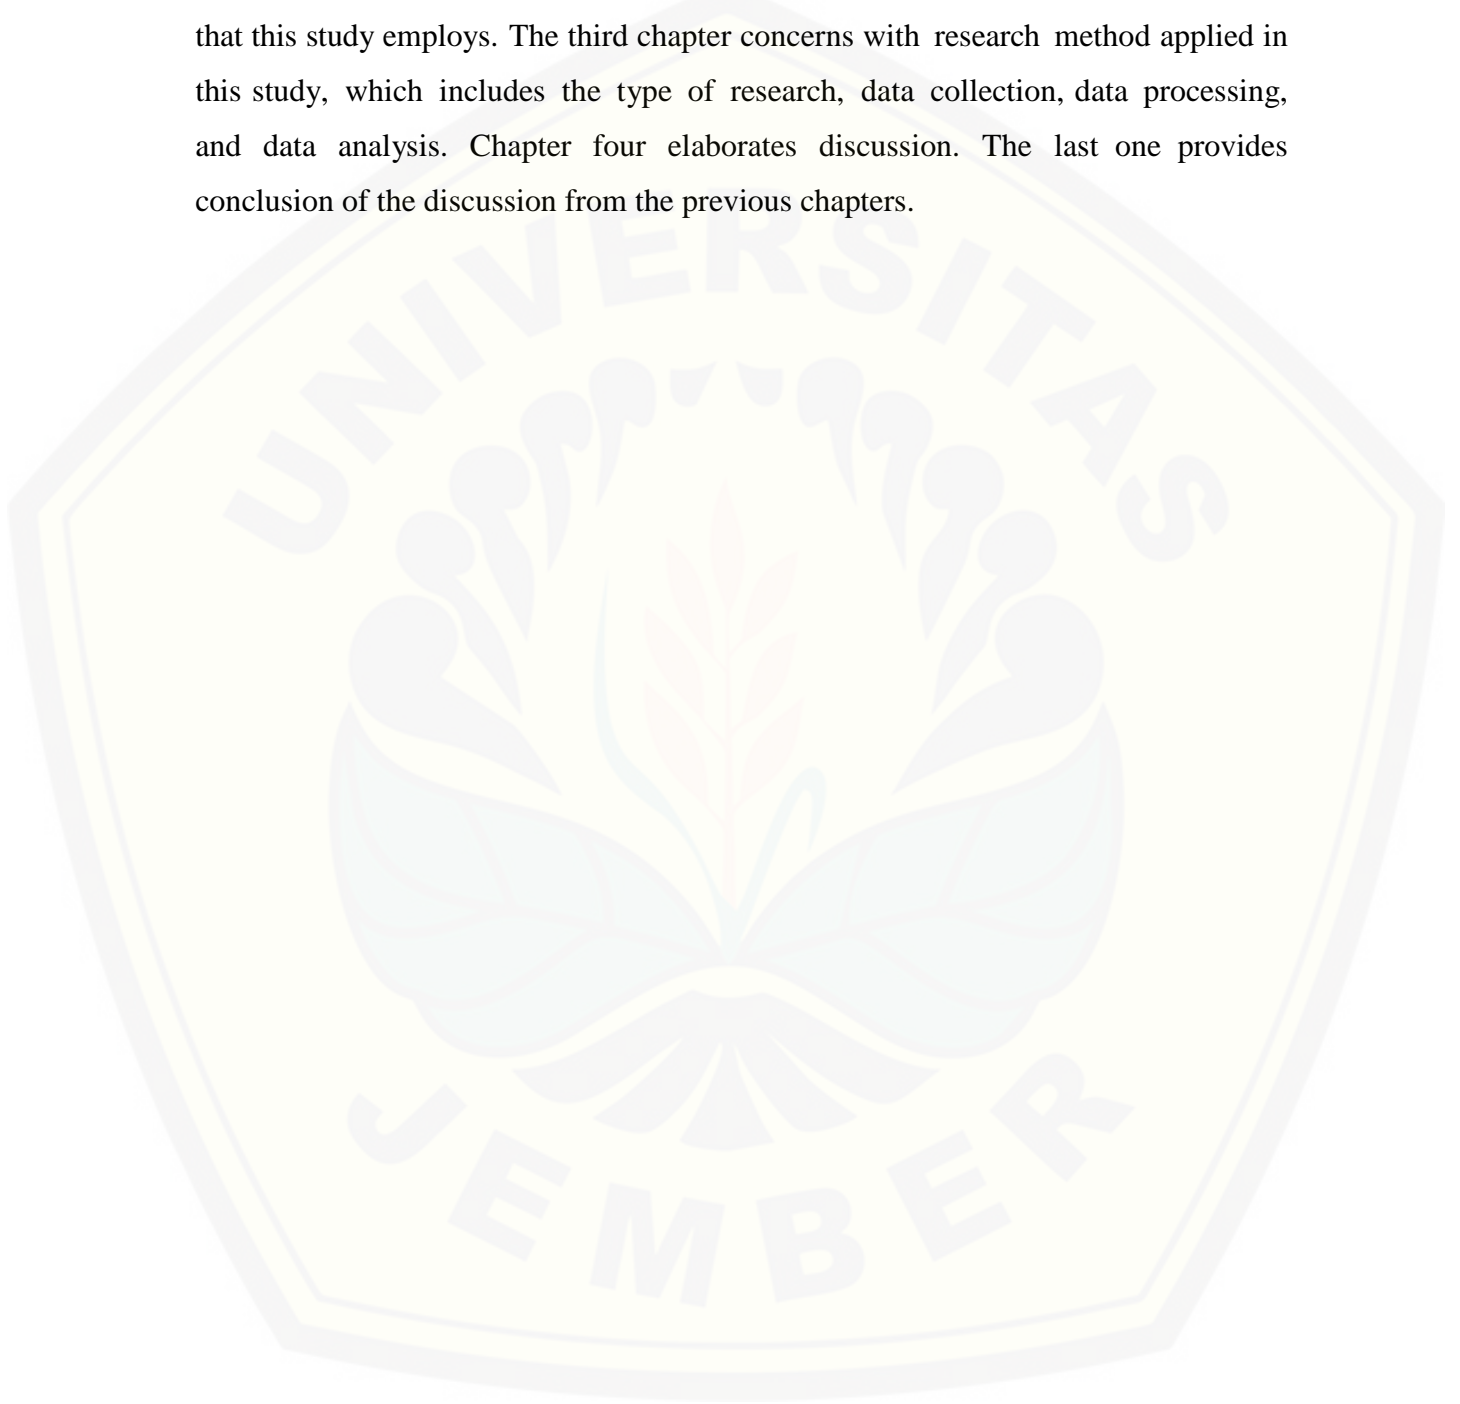 that this study employs. The third chapter concerns with research method applied in
this study, which includes the type of research, data collection, data processing,
and data analysis. Chapter four elaborates discussion. The last one provides
conclusion of the discussion from the previous chapters.
UNIVERSITAS
JEMBER